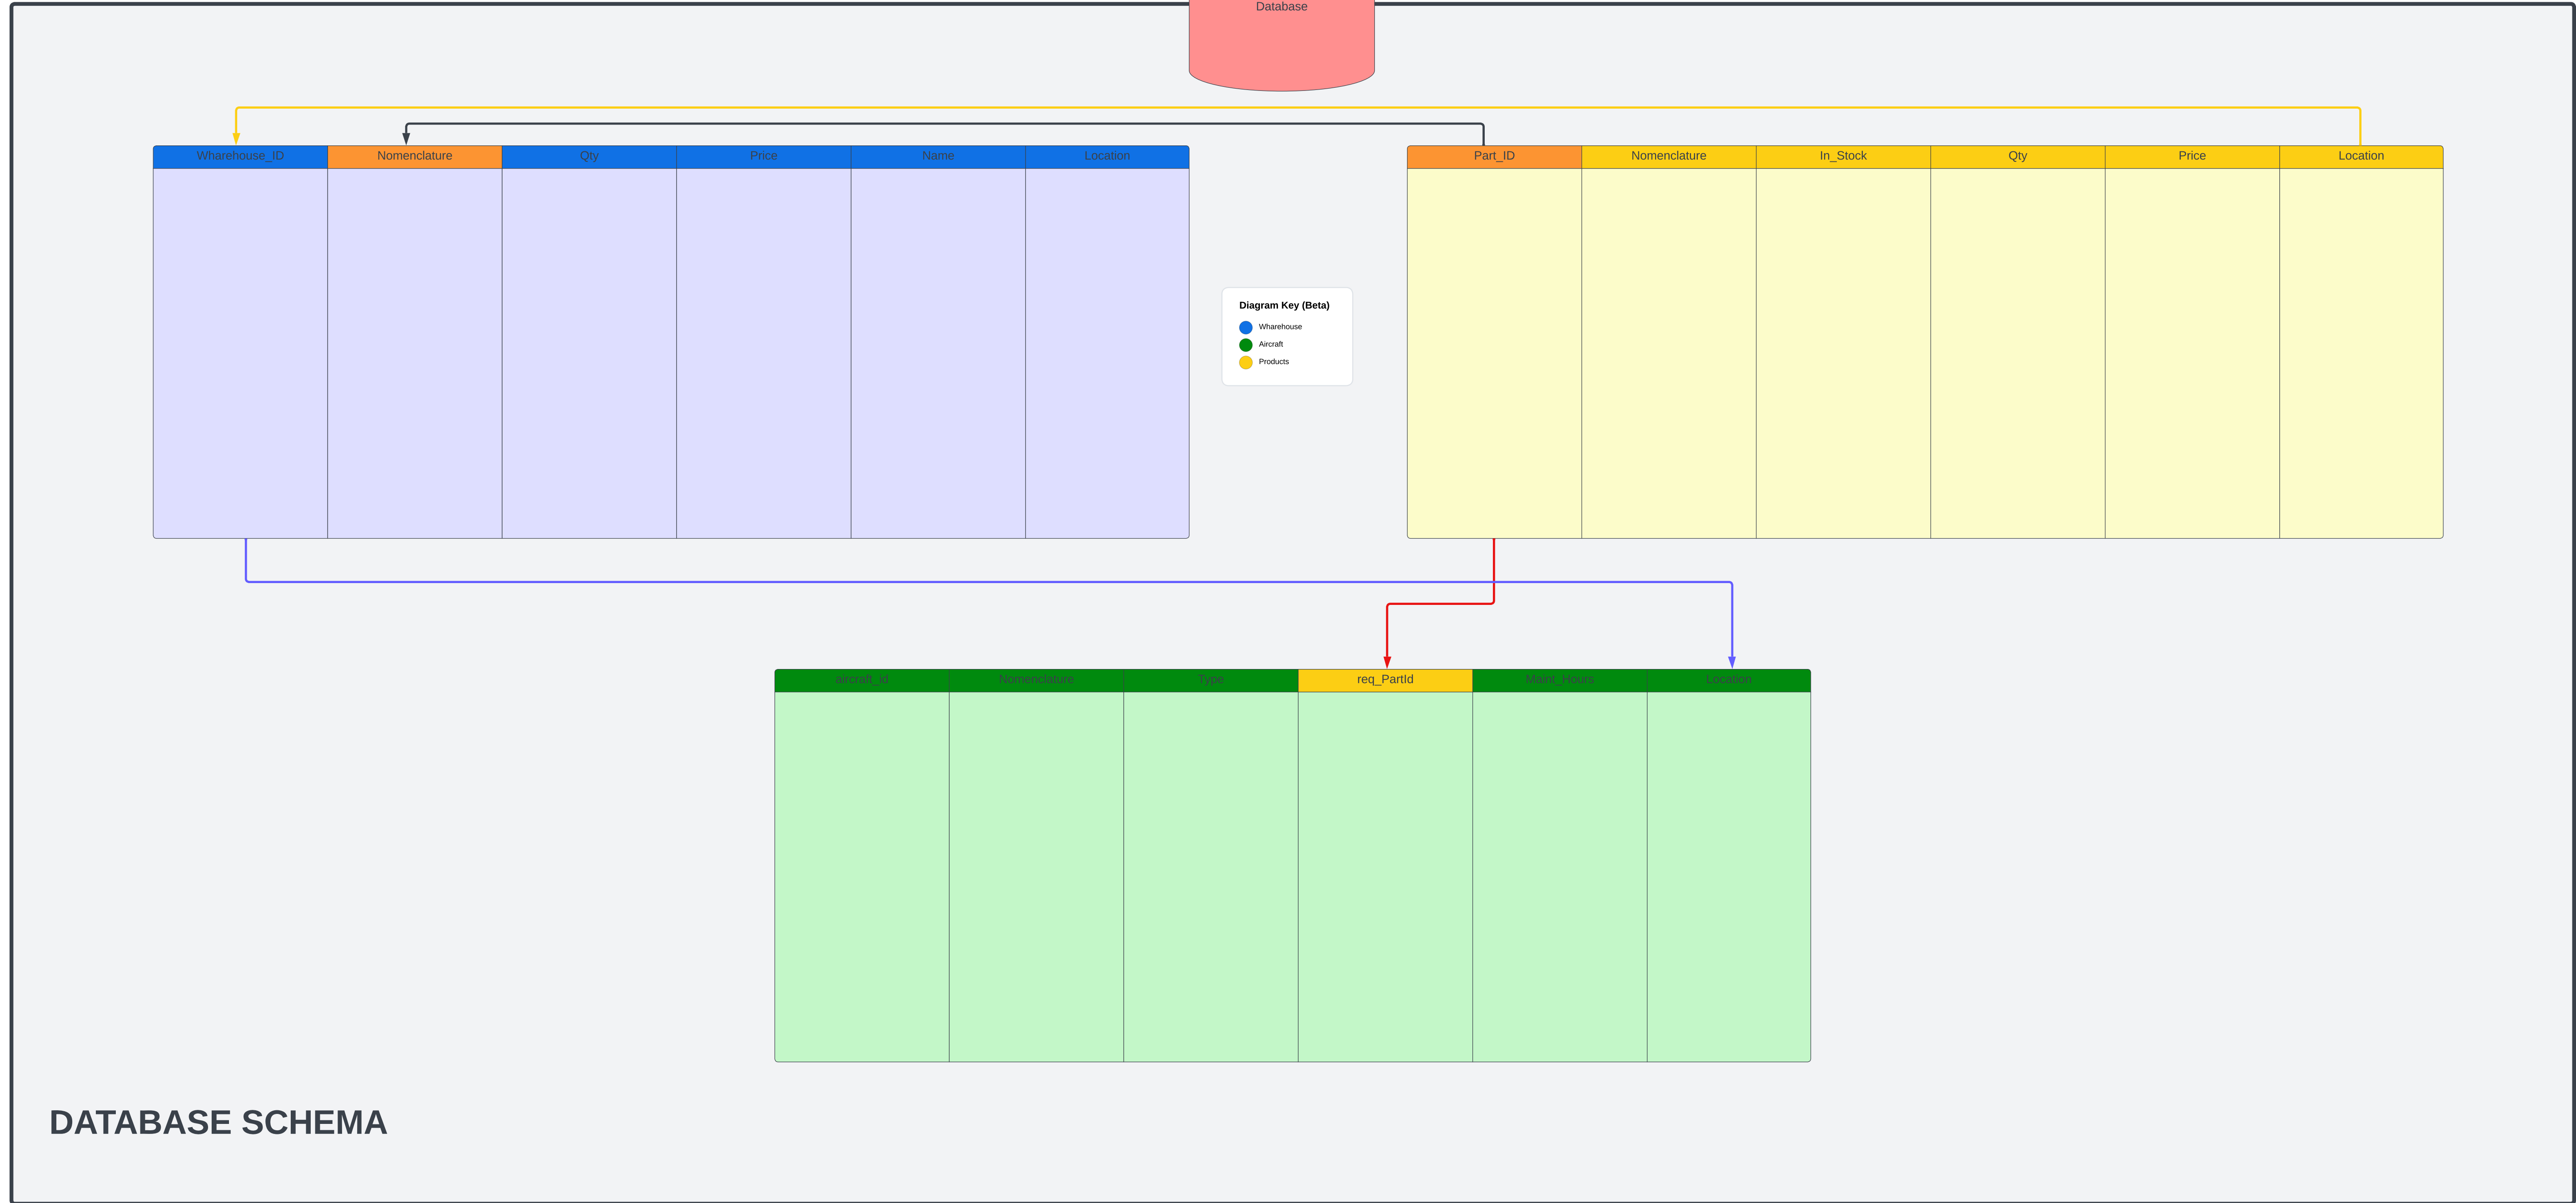 Database
Wharehouse_ID Nomenclature Qty Price Name Location
Part_ID Nomenclature In_Stock Qty Price Location
Diagram Key (Beta)
Wharehouse
Aircraft
Products
aircraft_id Nomenclature Type req_PartId Maint_Hours Location
DATABASE SCHEMA